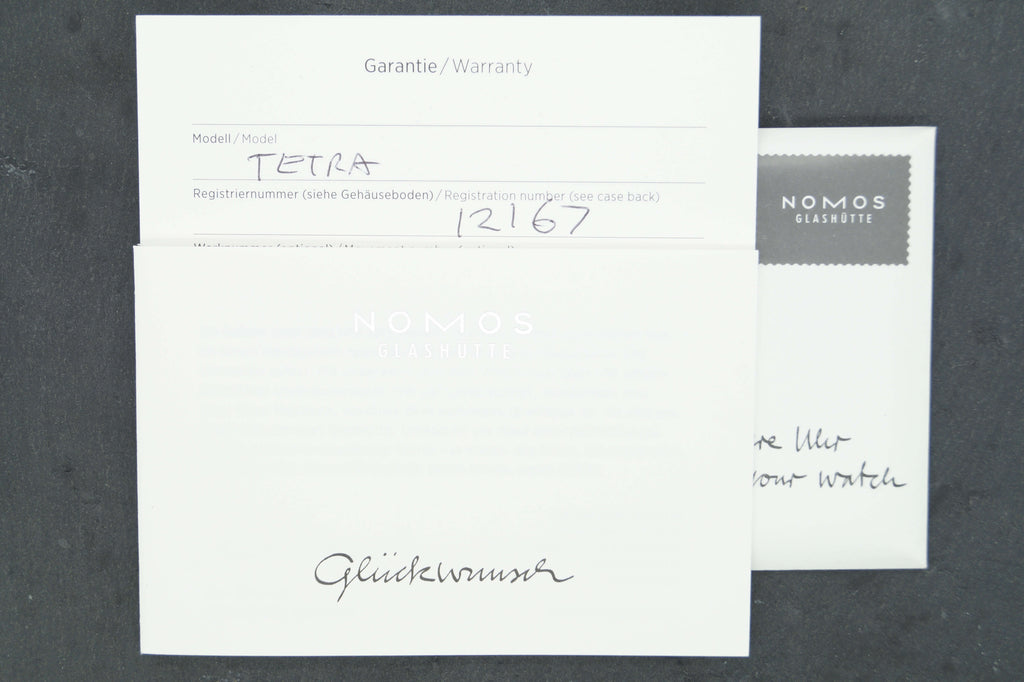 Garantie / Warranty
Modell / Model
TETRA
Registriernummer (siehe Gehäuseboden) / Registration number (see case back)
12167
NOMOS
GLASHÜTTE
NOMOS
GLASHÜTTE
Uhr
your watch
Glückwunsch